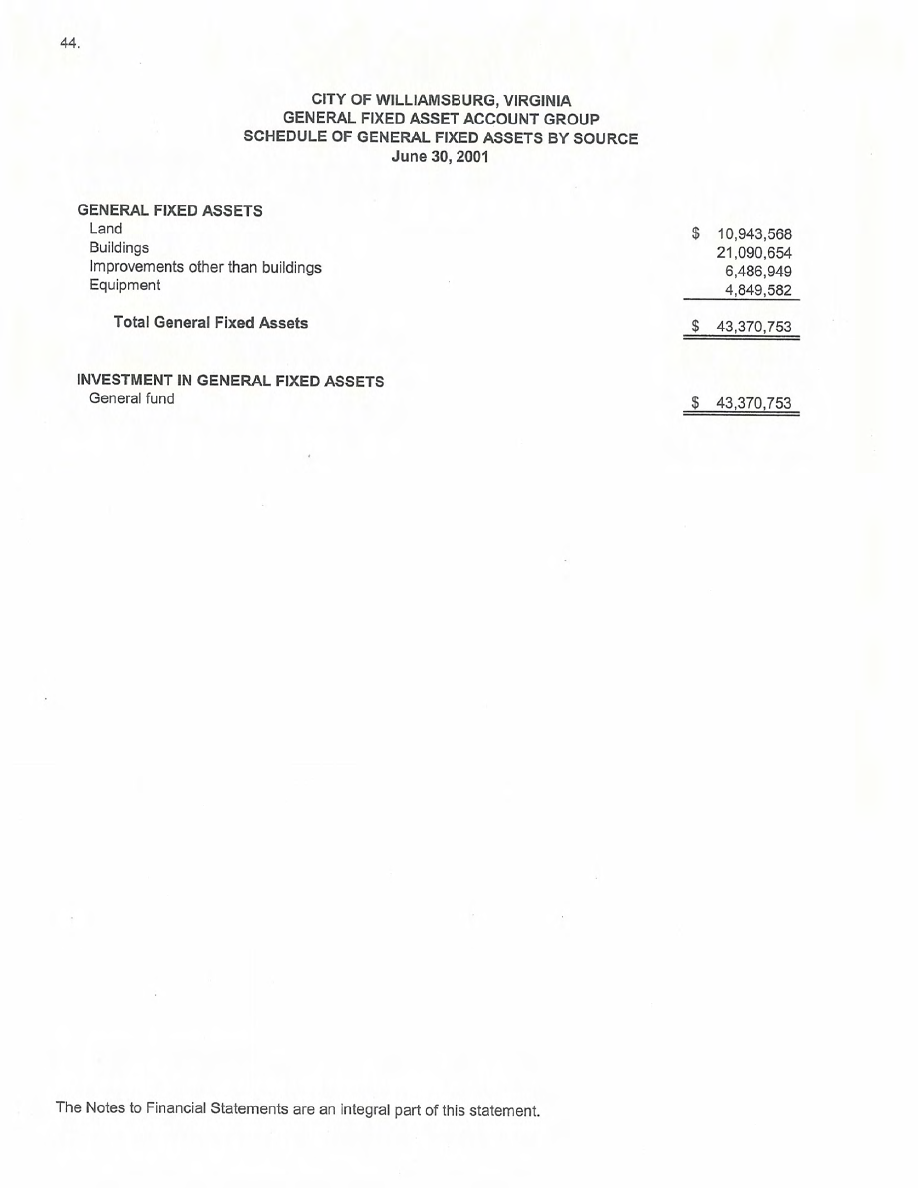 44.
CITY OF WILLIAMSBURG, VIRGINIA
GENERAL FIXED ASSET ACCOUNT GROUP
SCHEDULE OF GENERAL FIXED ASSETS BY SOURCE
June 30, 2001
GENERAL FIXED ASSETS
Land $ 10,943,568
Buildings 21,090,654
Improvements other than buildings 6,486,949
Equipment 4,849,582
Total General Fixed Assets $ 43,370,753
INVESTMENT IN GENERAL FIXED ASSETS
General fund $ 43,370,753
The Notes to Financial Statements are an integral part of this statement.